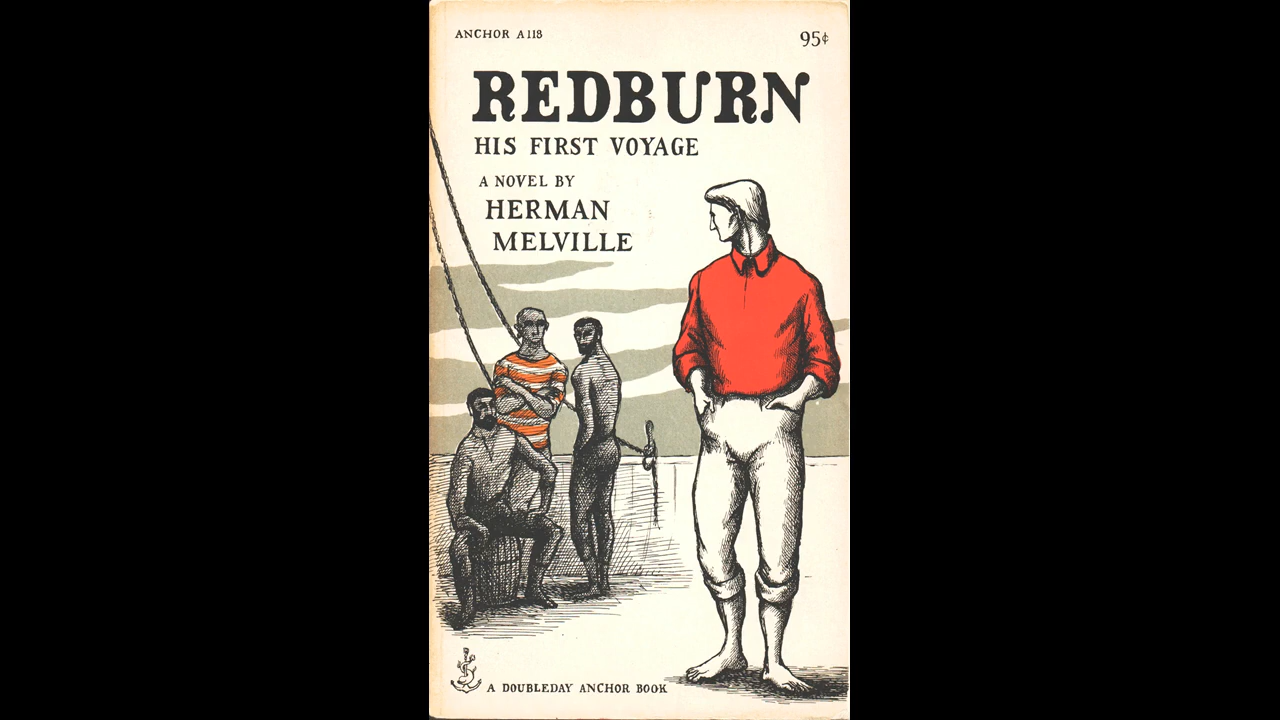 ANCHOR A118
95¢
REDBURN
HIS FIRST VOYAGE
A NOVEL BY
HERMAN
MELVILLE
A DOUBLEDAY ANCHOR BOOK